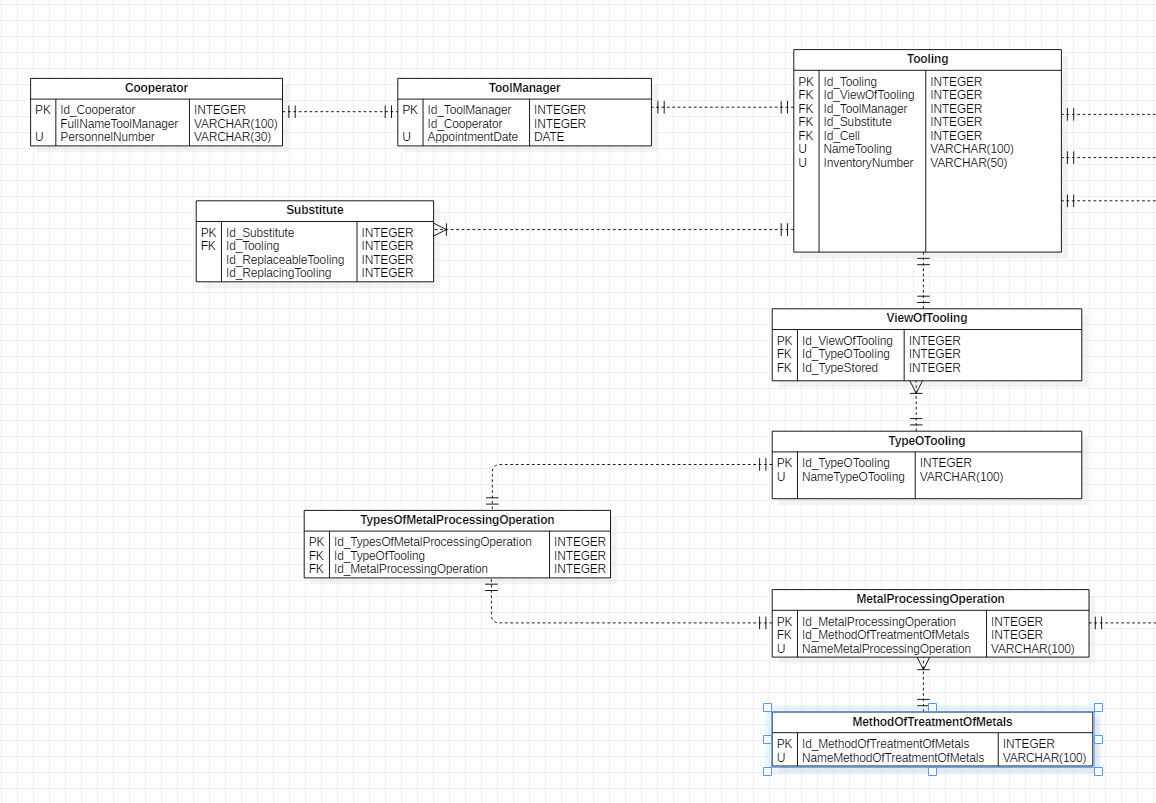 Cooperator
PK Id_Cooperator INTEGER
FullNameToolManager VARCHAR(100)
U PersonnelNumber VARCHAR(30)
ToolManager
PK Id_ToolManager INTEGER
Id_Cooperator INTEGER
U AppointmentDate DATE
Tooling
PK Id_Tooling INTEGER
FK Id_ViewOfTooling INTEGER
FK Id_ToolManager INTEGER
FK Id_Substitute INTEGER
FK Id_Cell INTEGER
U NameTooling VARCHAR(100)
U InventoryNumber VARCHAR(50)
Substitute
PK Id_Substitute INTEGER
FK Id_Tooling INTEGER
Id_ReplaceableTooling INTEGER
Id_ReplacingTooling INTEGER
ViewOfTooling
PK Id_ViewOfTooling INTEGER
FK Id_TypeOTooling INTEGER
FK Id_TypeStored INTEGER
TypeOTooling
PK Id_TypeOTooling INTEGER
U NameTypeOTooling VARCHAR(100)
TypesOfMetalProcessingOperation
PK Id_TypesOfMetalProcessingOperation INTEGER
FK Id_TypeOfTooling INTEGER
FK Id_MetalProcessingOperation INTEGER
MetalProcessingOperation
PK Id_MetalProcessingOperation INTEGER
FK Id_MethodOfTreatmentOfMetals INTEGER
U NameMetalProcessingOperation VARCHAR(100)
MethodOfTreatmentOfMetals
PK Id_MethodOfTreatmentOfMetals INTEGER
U NameMethodOfTreatmentOfMetals VARCHAR(100)